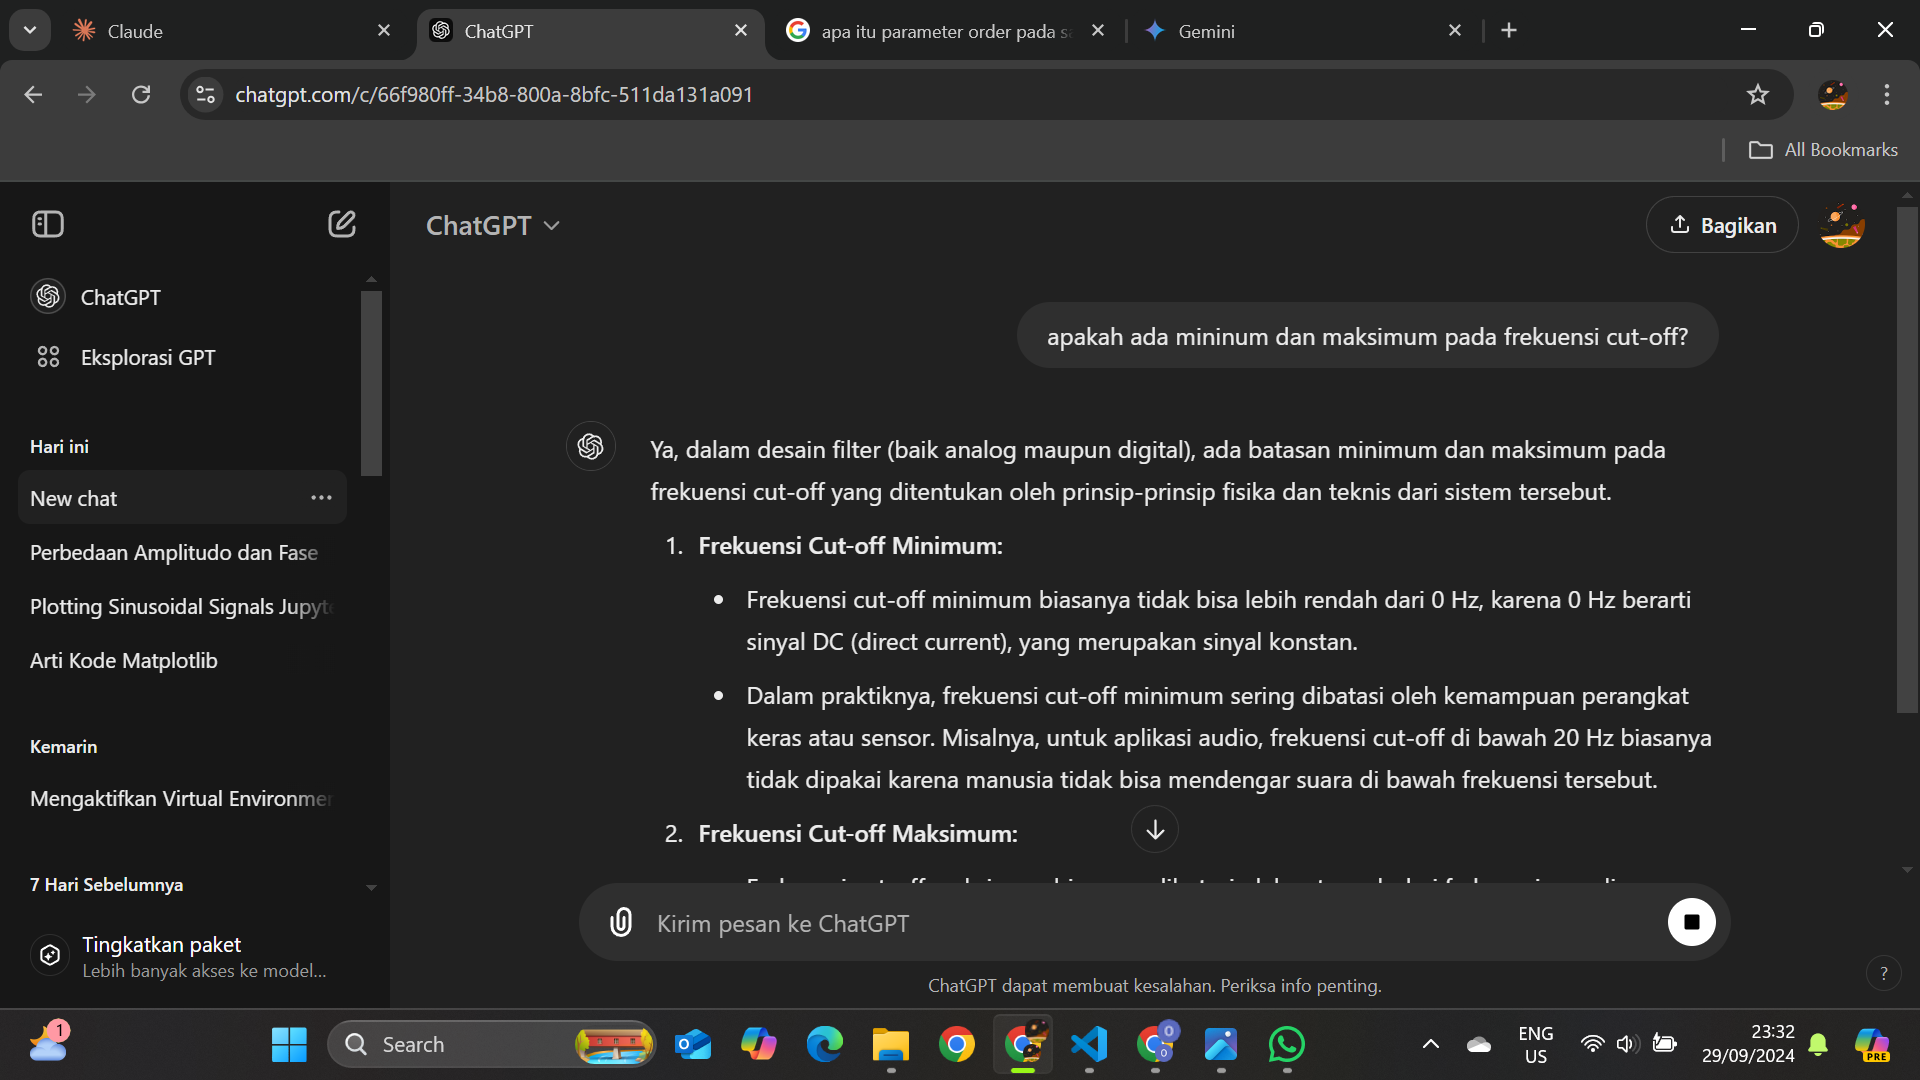 Claude
ChatGPT
apa itu parameter order pada sa
Gemini
chatgpt.com/c/66f980ff-34b8-800a-8bfc-511da131a091
All Bookmarks
ChatGPT
Bagikan
ChatGPT
Eksplorasi GPT
Hari ini
New chat
Perbedaan Amplitudo dan Fase
Plotting Sinusoidal Signals Jupyte
Arti Kode Matplotlib
Kemarin
Mengaktifkan Virtual Environmen
7 Hari Sebelumnya
Tingkatkan paket
Lebih banyak akses ke model...
apakah ada mininum dan maksimum pada frekuensi cut-off?
Ya, dalam desain filter (baik analog maupun digital), ada batasan minimum dan maksimum pada
frekuensi cut-off yang ditentukan oleh prinsip-prinsip fisika dan teknis dari sistem tersebut.
1. Frekuensi Cut-off Minimum:
• Frekuensi cut-off minimum biasanya tidak bisa lebih rendah dari 0 Hz, karena 0 Hz berarti
sinyal DC (direct current), yang merupakan sinyal konstan.
• Dalam praktiknya, frekuensi cut-off minimum sering dibatasi oleh kemampuan perangkat
keras atau sensor. Misalnya, untuk aplikasi audio, frekuensi cut-off di bawah 20 Hz biasanya
tidak dipakai karena manusia tidak bisa mendengar suara di bawah frekuensi tersebut.
2. Frekuensi Cut-off Maksimum:
Kirim pesan ke ChatGPT
ChatGPT dapat membuat kesalahan. Periksa info penting.
?
1
Search
0
0
ENG
US
23:32
29/09/2024
PRE